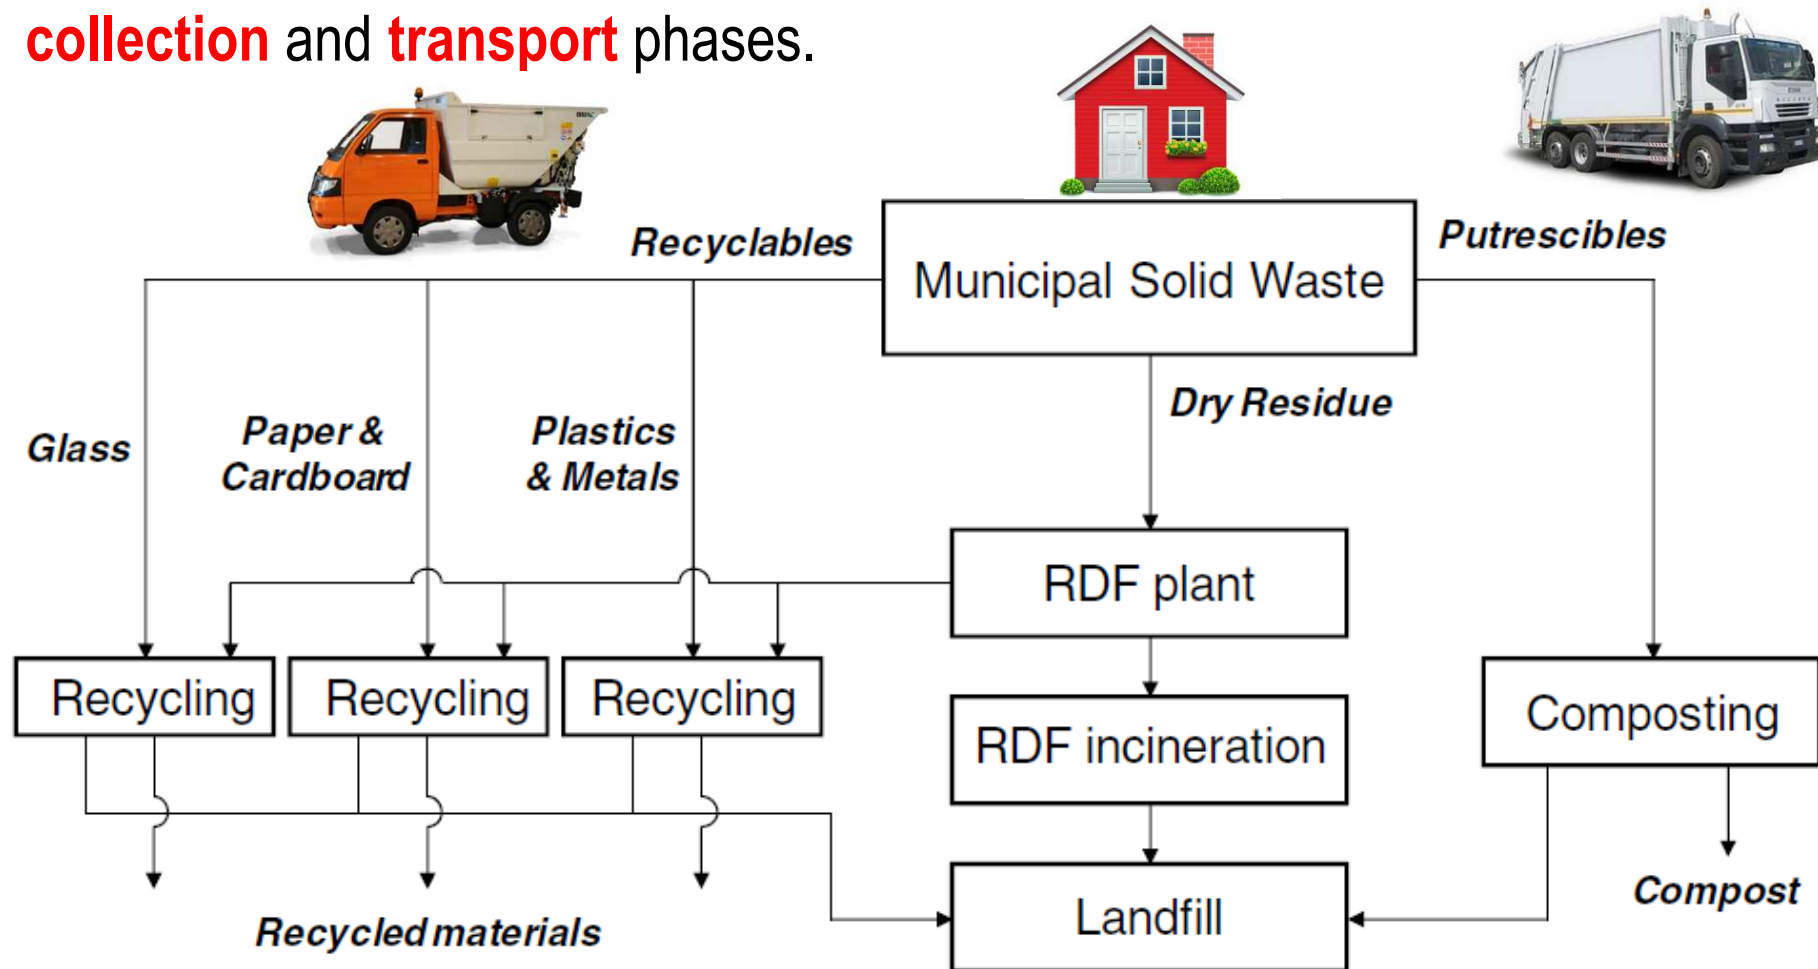 collection and transport phases.
Recyclables
Municipal Solid Waste
Putrescibles
Dry Residue
Glass
Paper &
Cardboard
Plastics
& Metals
RDF plant
Recycling
Recycling
Recycling
RDF incineration
Composting
Landfill
Compost
Recycled materials